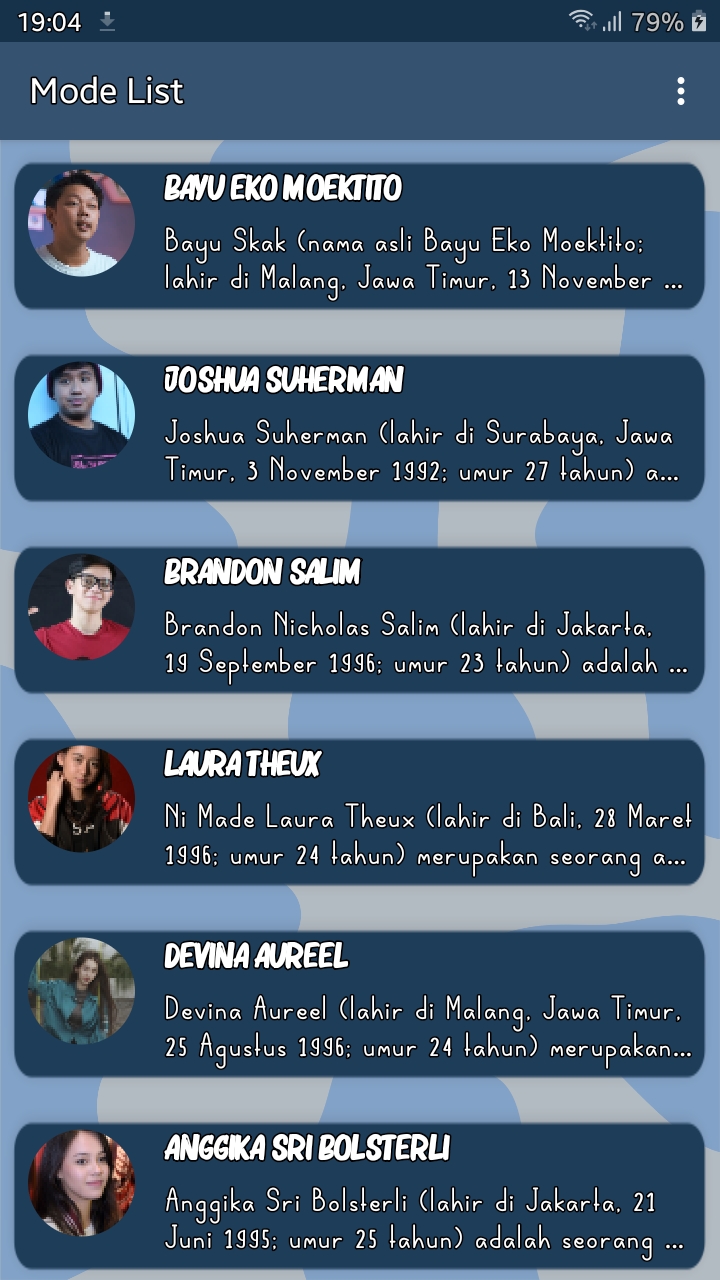 19:04
79%
Mode List
BAYU EKO MOEKTITO
Bayu Skak (nama asli Bayu Eko Moektito;
lahir di Malang, Jawa Timur, 13 November ...
JOSHUA SUHERMAN
Joshua Suherman (lahir di Surabaya, Jawa
Timur, 3 November 1992; umur 27 tahun) a...
BRANDON SALIM
Brandon Nicholas Salim (lahir di Jakarta,
19 September 1996; umur 23 tahun) adalah ...
LAURA THEUX
Ni Made Laura Theux (lahir di Bali, 28 Maret
1996; umur 24 tahun) merupakan seorang a...
DEVINA AUREEL
Devina Aureel (lahir di Malang, Jawa Timur,
25 Agustus 1996; umur 24 tahun) merupakan...
ANGGIKA SRI BOLSTERLI
Anggika Sri Bolsterli (lahir di Jakarta, 21
Juni 1995; umur 25 tahun) adalah seorang ...